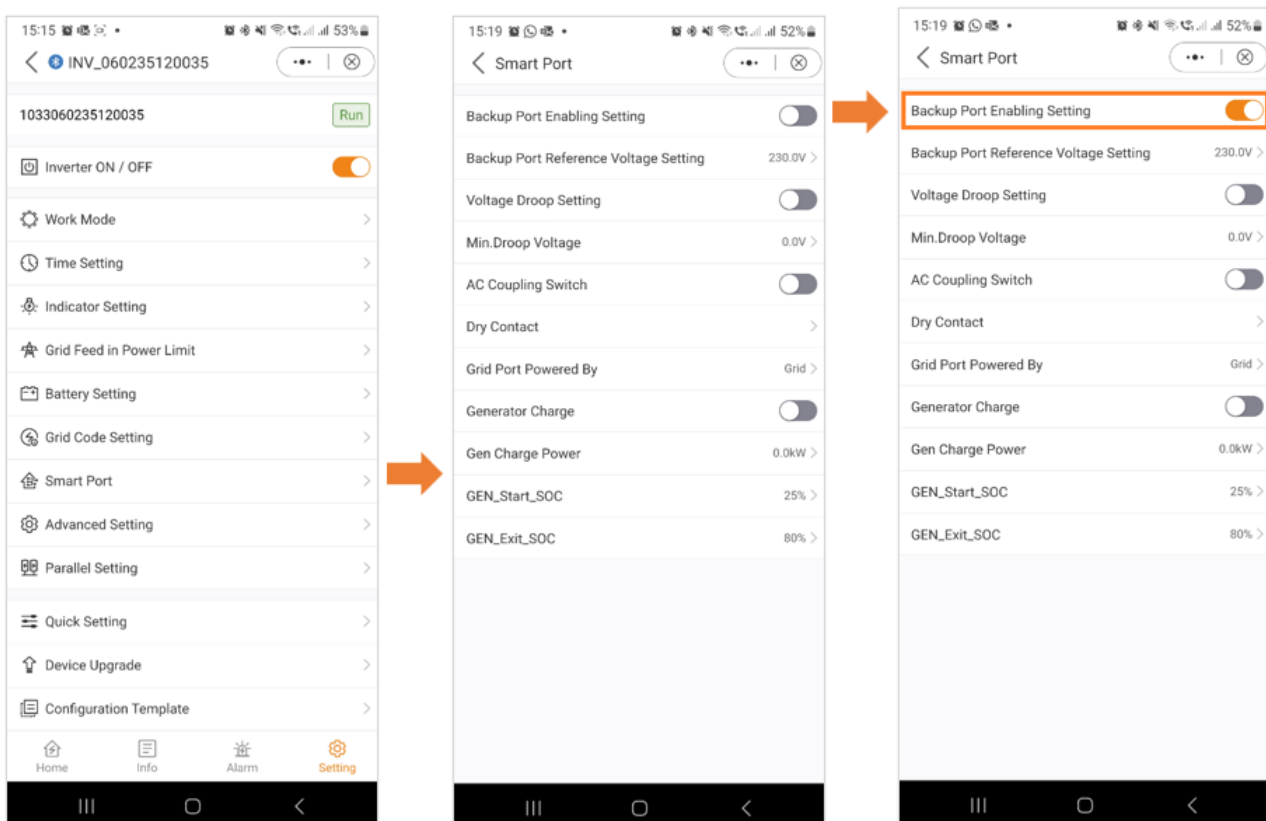 15:15 53%
INV_060235120035
1033060235120035 Run
Inverter ON / OFF
Work Mode
Time Setting
Indicator Setting
Grid Feed in Power Limit
Battery Setting
Grid Code Setting
Smart Port
Advanced Setting
Parallel Setting
Quick Setting
Device Upgrade
Configuration Template
Home Info Alarm Setting
15:19 52%
Smart Port
Backup Port Enabling Setting
Backup Port Reference Voltage Setting 230.0V
Voltage Droop Setting
Min.Droop Voltage 0.0V
AC Coupling Switch
Dry Contact
Grid Port Powered By Grid
Generator Charge
Gen Charge Power 0.0kW
GEN_Start_SOC 25%
GEN_Exit_SOC 80%
15:19 52%
Smart Port
Backup Port Enabling Setting
Backup Port Reference Voltage Setting 230.0V
Voltage Droop Setting
Min.Droop Voltage 0.0V
AC Coupling Switch
Dry Contact
Grid Port Powered By Grid
Generator Charge
Gen Charge Power 0.0kW
GEN_Start_SOC 25%
GEN_Exit_SOC 80%